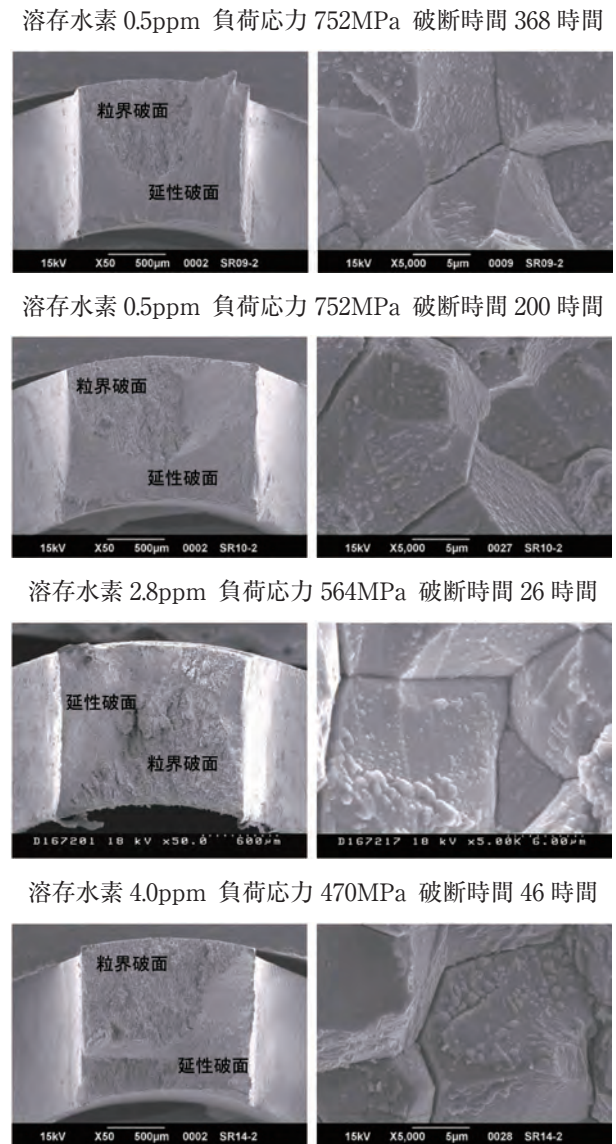 溶存水素 0.5ppm 負荷応力 752MPa 破断時間 368 時間
粒界破面
延性破面
15kV X50 500μm 0002 SR09-2
15kV X5,000 5μm 0009 SR09-2
溶存水素 0.5ppm 負荷応力 752MPa 破断時間 200 時間
粒界破面
延性破面
15kV X50 500μm 0002 SR10-2
15kV X5,000 5μm 0027 SR10-2
溶存水素 2.8ppm 負荷応力 564MPa 破断時間 26 時間
延性破面
粒界破面
D167201 18 kV x50.0 600μm
D167217 18 kV x5.00K 6.00μm
溶存水素 4.0ppm 負荷応力 470MPa 破断時間 46 時間
粒界破面
延性破面
15kV X50 500μm 0002 SR14-2
15kV X5,000 5μm 0028 SR14-2